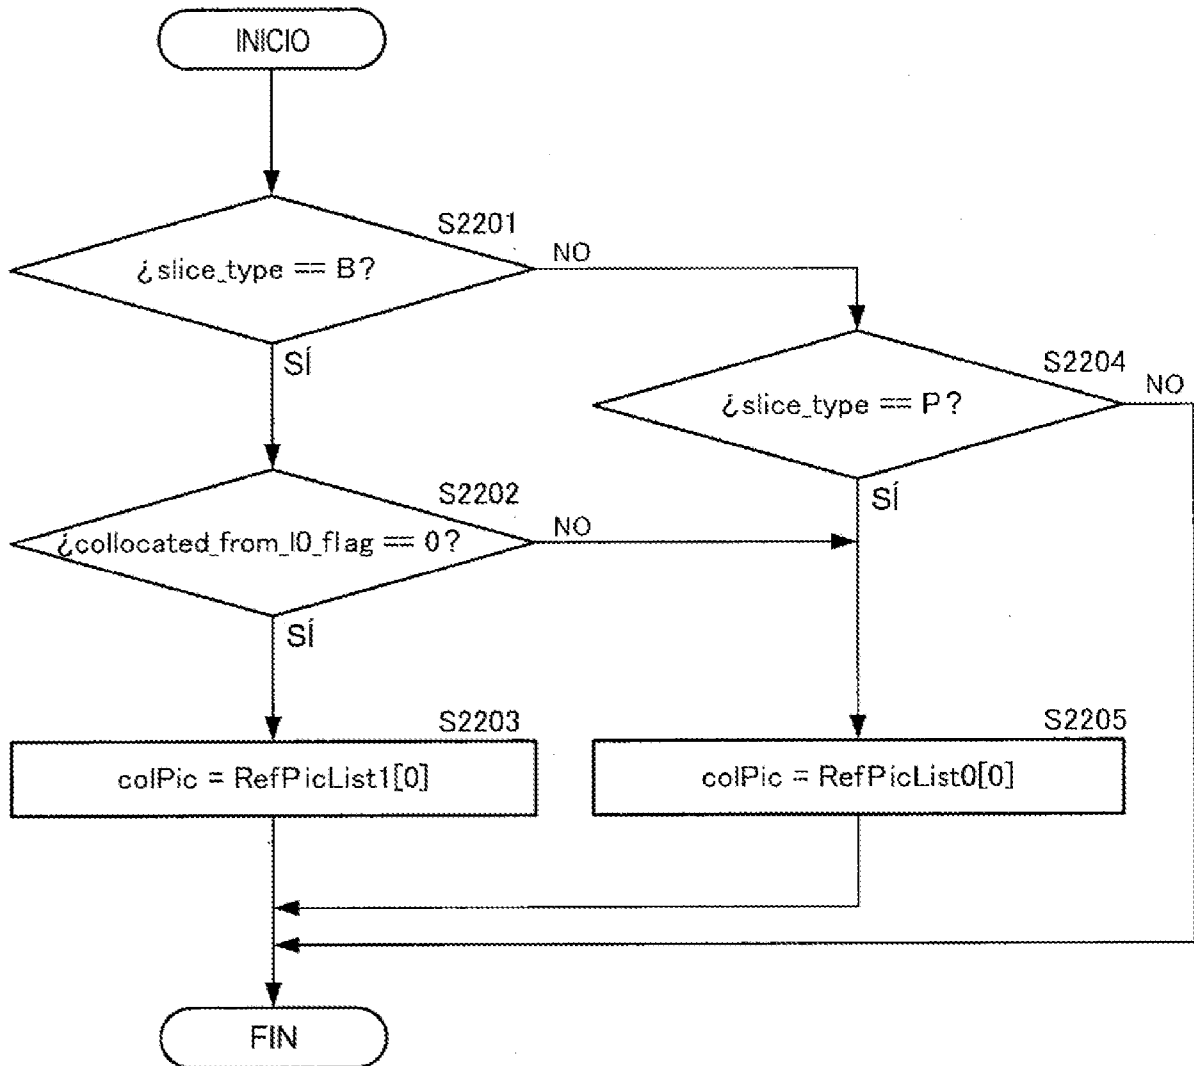 INICIO
S2201
¿slice_type == B?
NO
SÍ
S2204
¿slice_type == P?
NO
SÍ
S2202
¿collocated_from_l0_flag == 0?
NO
SÍ
S2203
colPic = RefPicList1[0]
S2205
colPic = RefPicList0[0]
FIN